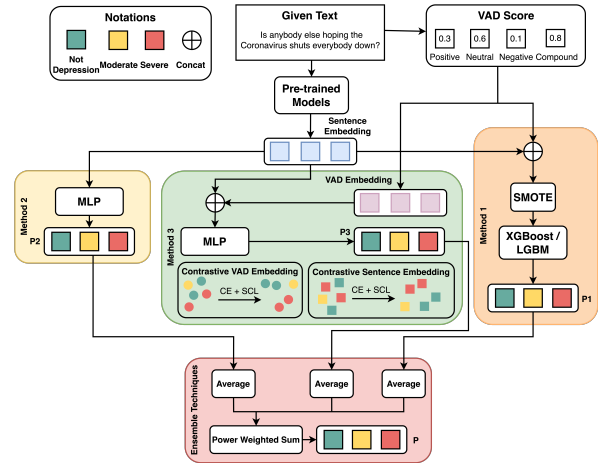 Notations
Not
Depression
Moderate
Severe
Concat
Given Text
Is anybody else hoping the
Coronavirus shuts everybody down?
VAD Score
0.3
0.6
0.1
0.8
Positive
Neutral
Negative
Compound
Pre-trained
Models
Sentence
Embedding
Method 2
MLP
P2
Method 3
VAD Embedding
MLP
P3
Contrastive VAD Embedding
CE + SCL
Contrastive Sentence Embedding
CE + SCL
Method 1
SMOTE
XGBoost /
LGBM
P1
Ensemble Techniques
Average
Average
Average
Power Weighted Sum
P